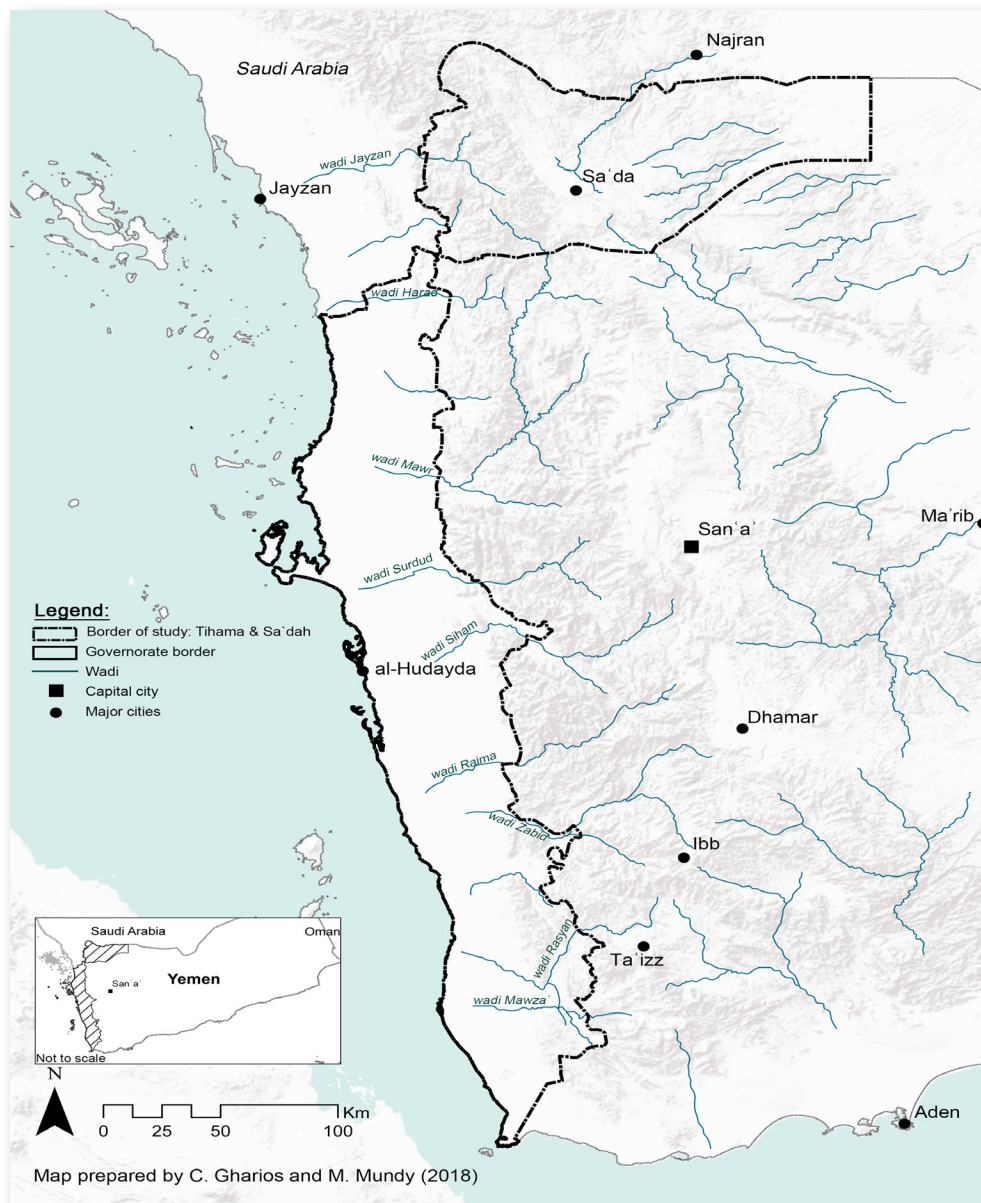 Najran
Saudi Arabia
wadi Jayzan
Saʿda
Jayzan
wadi Harad
wadi Mawr
Maʾrib
Sanʿaʾ
wadi Surdud
Legend:
Border of study: Tihama & Sa`dah
Governorate border
Wadi
Capital city
Major cities
wadi Siham
al-Hudayda
Dhamar
wadi Raima
wadi Zabid
Ibb
wadi Rasyan
Taʿizz
wadi Mawzaʿ
Saudi Arabia
Oman
Yemen
Sanʿaʾ
Not to scale
N
Km
0 25 50 100
Aden
Map prepared by C. Gharios and M. Mundy (2018)